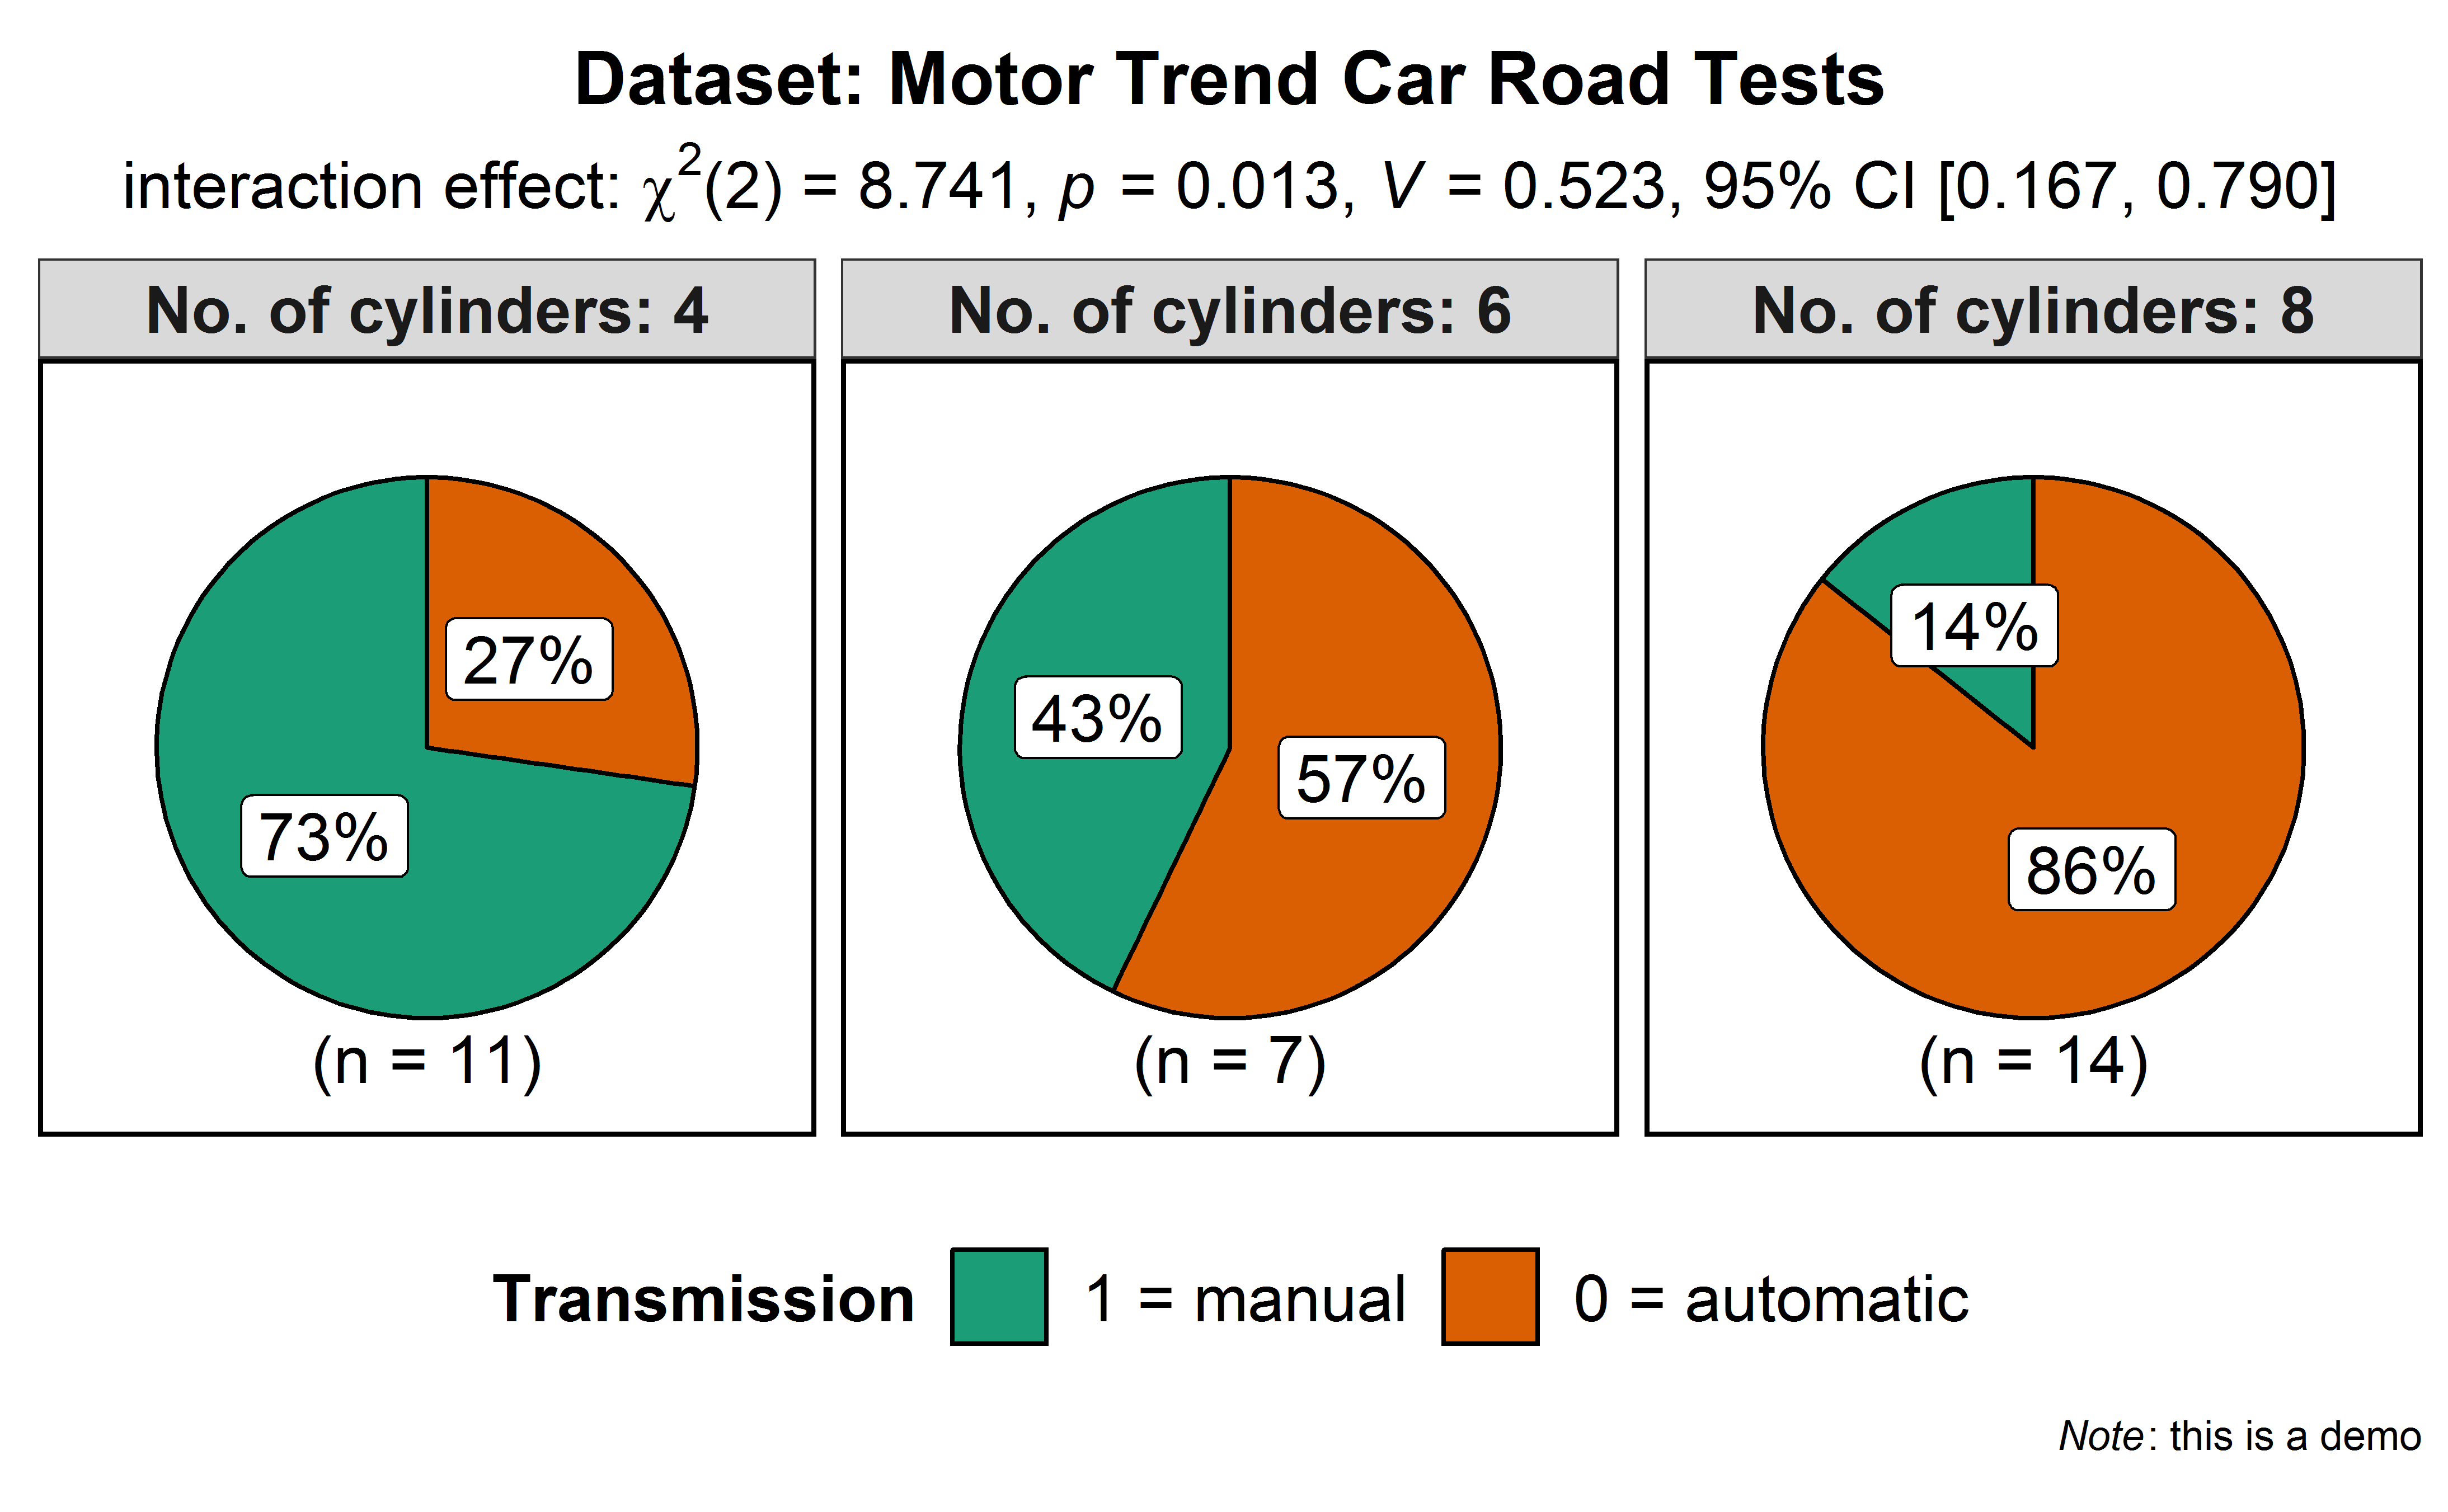 Dataset: Motor Trend Car Road Tests
interaction effect: χ²(2) = 8.741, p = 0.013, V = 0.523, 95% CI [0.167, 0.790]
No. of cylinders: 4
No. of cylinders: 6
No. of cylinders: 8
27%
73%
(n = 11)
43%
57%
(n = 7)
14%
86%
(n = 14)
Transmission 1 = manual 0 = automatic
Note: this is a demo